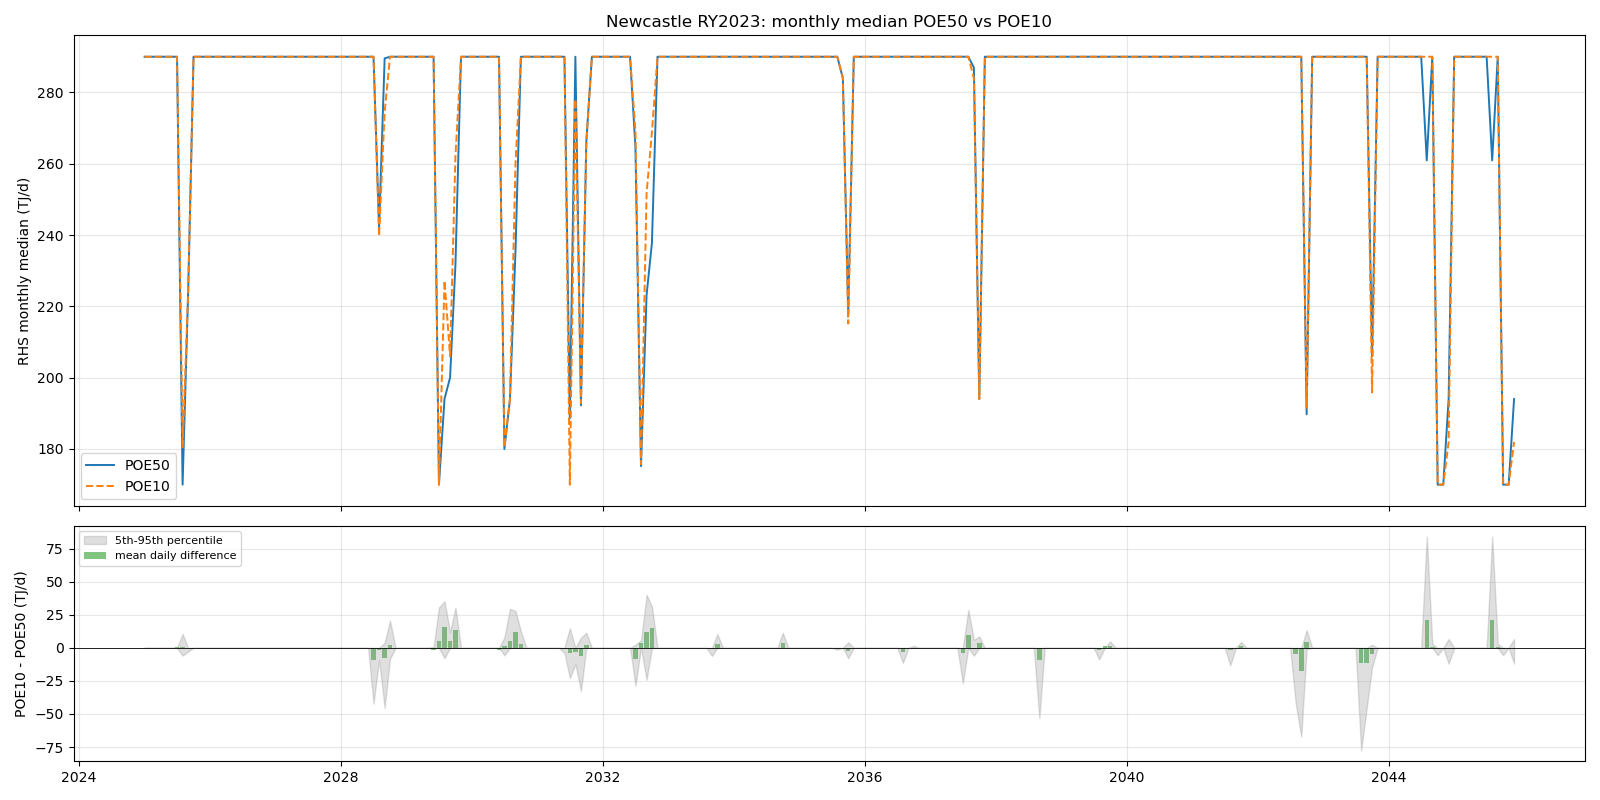 Newcastle RY2023: monthly median POE50 vs POE10
RHS monthly median (TJ/d)
280
260
240
220
200
180
POE50
POE10
POE10 - POE50 (TJ/d)
75
50
25
0
−25
−50
−75
5th-95th percentile
mean daily difference
2024
2028
2032
2036
2040
2044